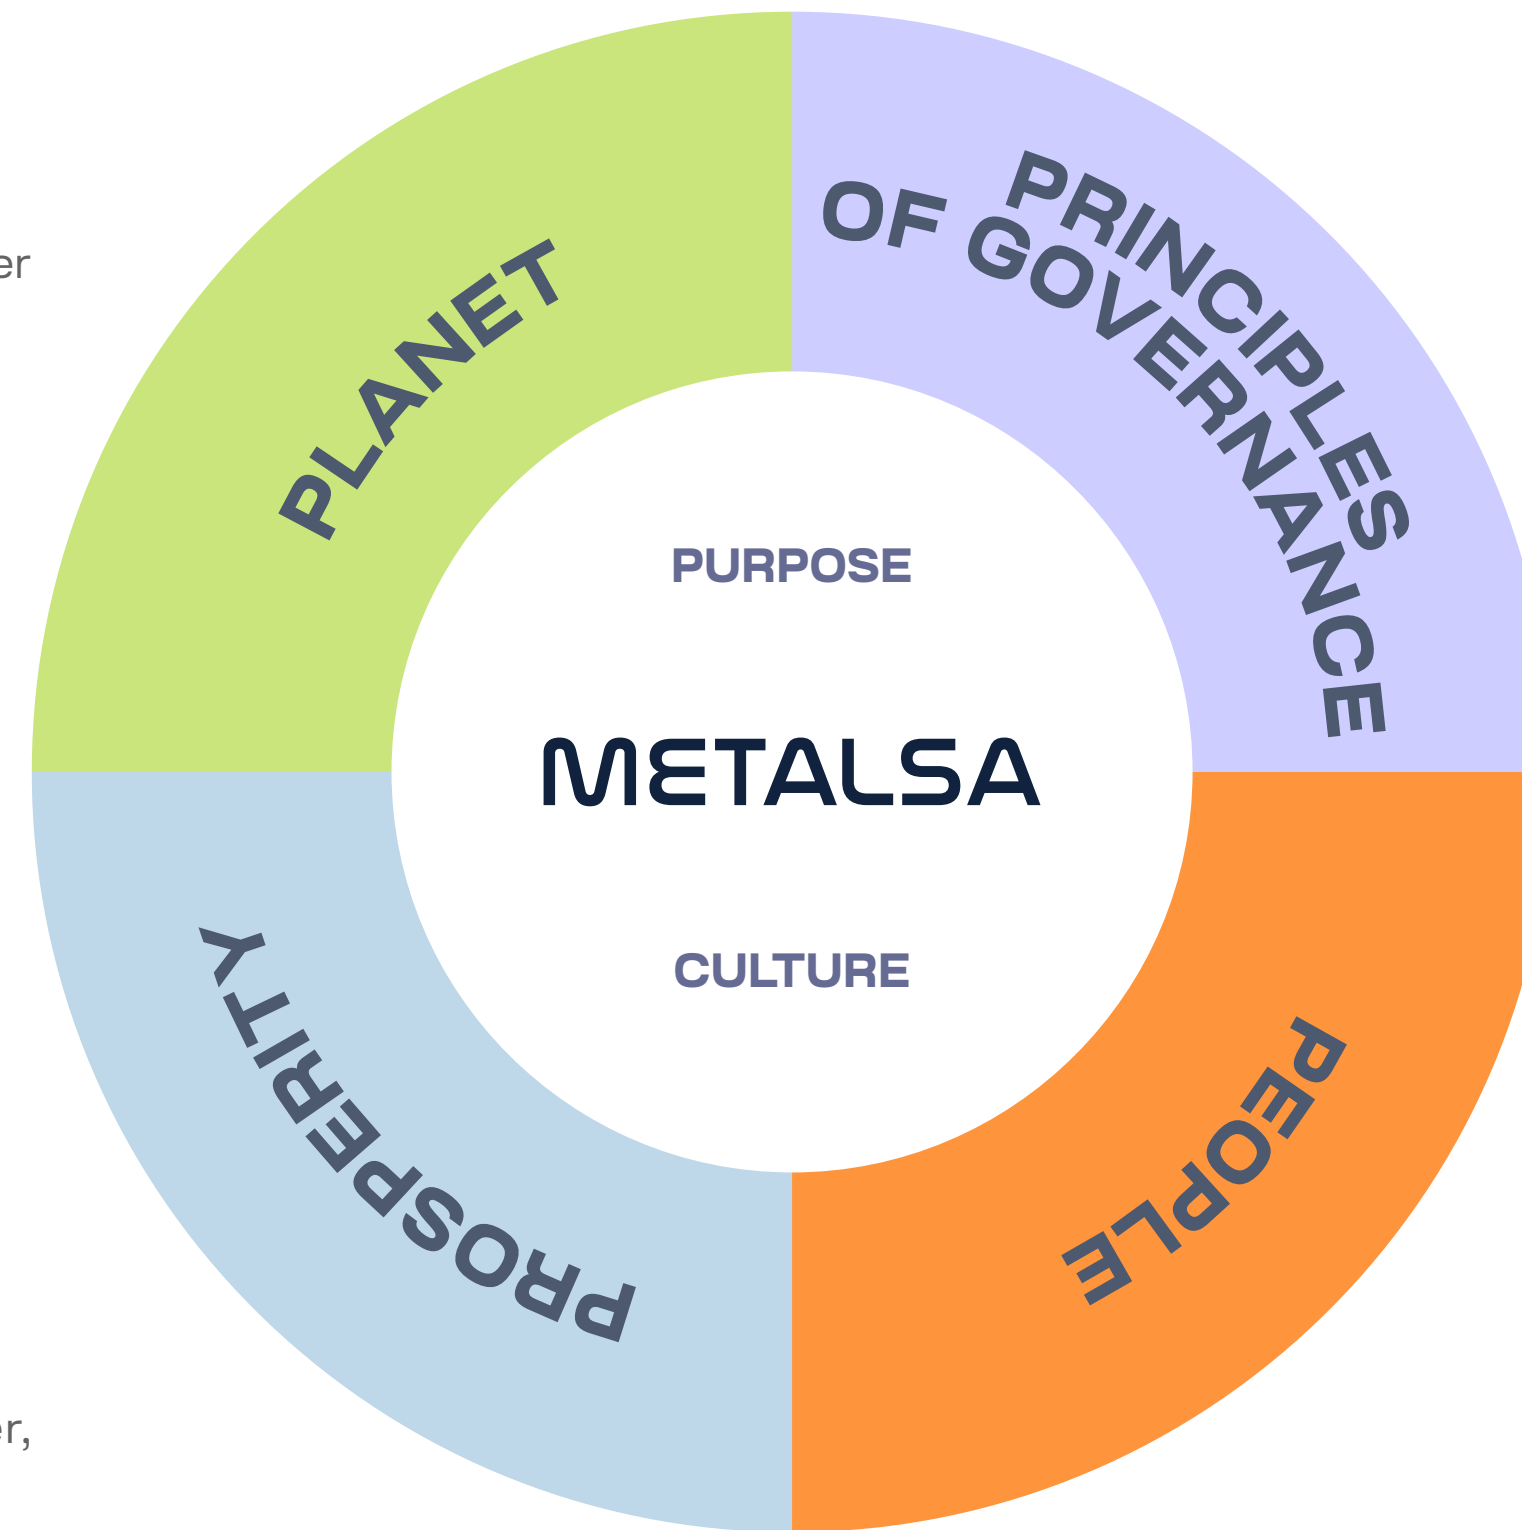 PLANET
PRINCIPLES
OF GOVERNANCE
PURPOSE
METALSA
CULTURE
PEOPLE
PROSPERITY